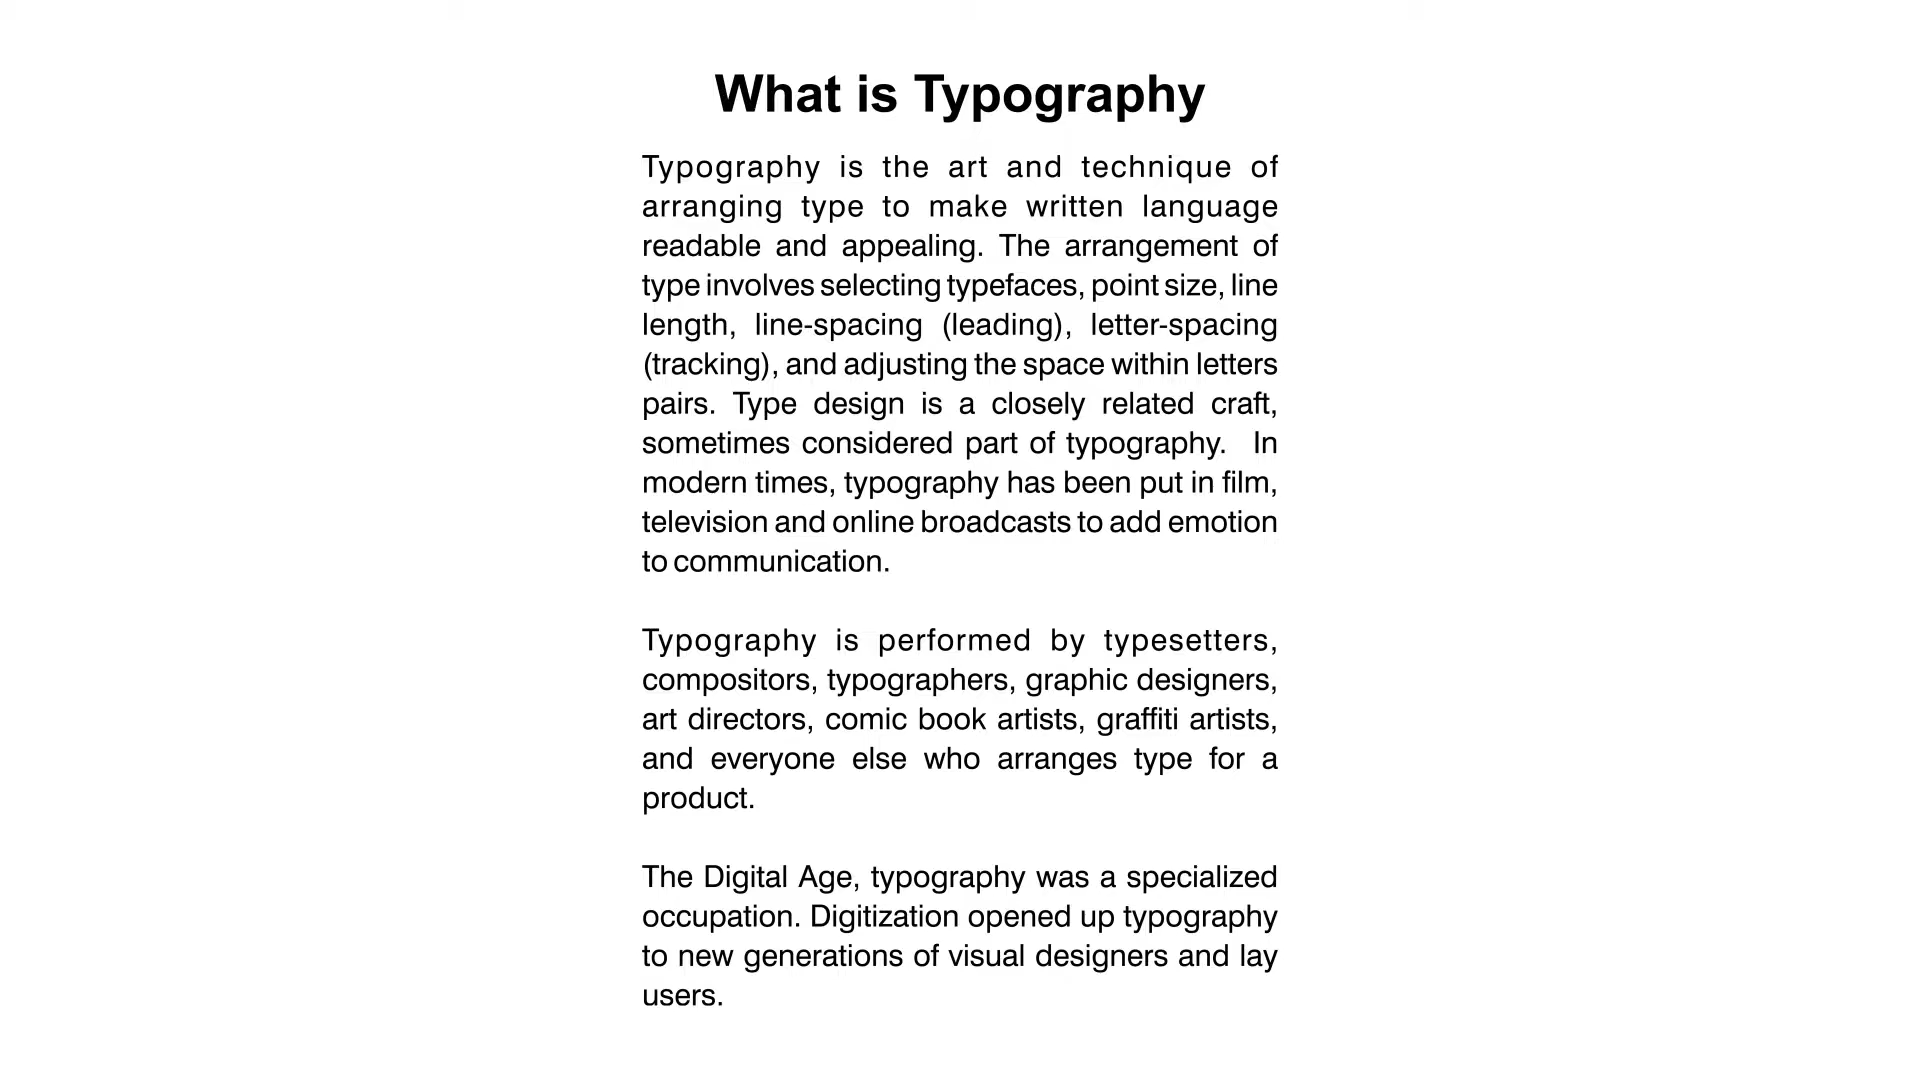 What is Typography
Typography is the art and technique of
arranging type to make written language
readable and appealing. The arrangement of
type involves selecting typefaces, point size, line
length, line-spacing (leading), letter-spacing
(tracking), and adjusting the space within letters
pairs. Type design is a closely related craft,
sometimes considered part of typography.  In
modern times, typography has been put in film,
television and online broadcasts to add emotion
to communication.

Typography is performed by typesetters,
compositors, typographers, graphic designers,
art directors, comic book artists, graffiti artists,
and everyone else who arranges type for a
product.

The Digital Age, typography was a specialized
occupation. Digitization opened up typography
to new generations of visual designers and lay
users.